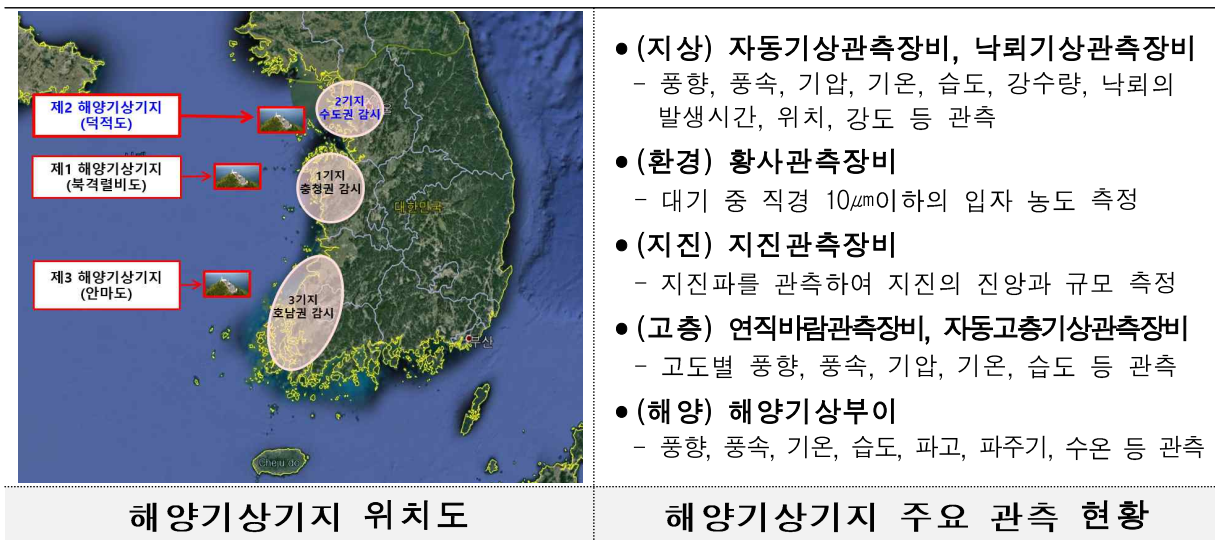 제2 해양기상기지
(덕적도)
2기지
수도권 감시
제1 해양기상기지
(북격렬비도)
1기지
충청권 감시
대한민국
제3 해양기상기지
(안마도)
3기지
호남권 감시
부산
Cheju do
해양기상기지 위치도
• (지상) 자동기상관측장비, 낙뢰기상관측장비
- 풍향, 풍속, 기압, 기온, 습도, 강수량, 낙뢰의
발생시간, 위치, 강도 등 관측
• (환경) 황사관측장비
- 대기 중 직경 10㎛이하의 입자 농도 측정
• (지진) 지진관측장비
- 지진파를 관측하여 지진의 진앙과 규모 측정
• (고층) 연직바람관측장비, 자동고층기상관측장비
- 고도별 풍향, 풍속, 기압, 기온, 습도 등 관측
• (해양) 해양기상부이
- 풍향, 풍속, 기온, 습도, 파고, 파주기, 수온 등 관측
해양기상기지 주요 관측 현황